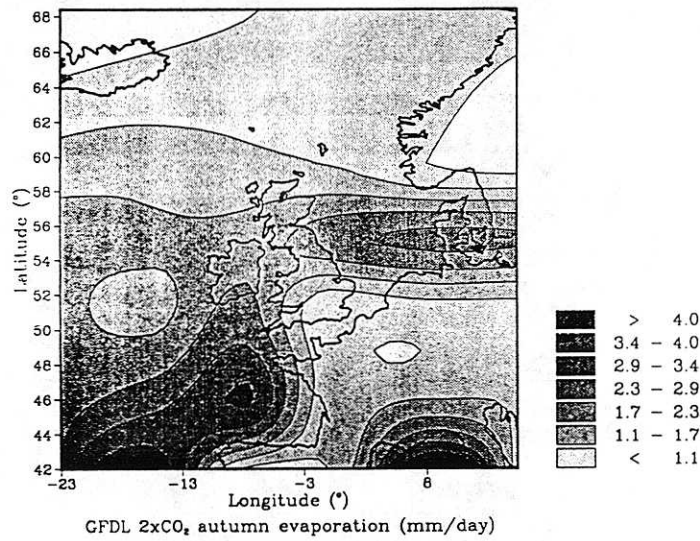 68
66
64
62
60
58
56
54
52
50
48
46
44
42
Latitude (°)
-23 -13 -3 8
Longitude (°)
GFDL 2xCO₂ autumn evaporation (mm/day)
> 4.0
3.4 - 4.0
2.9 - 3.4
2.3 - 2.9
1.7 - 2.3
1.1 - 1.7
< 1.1